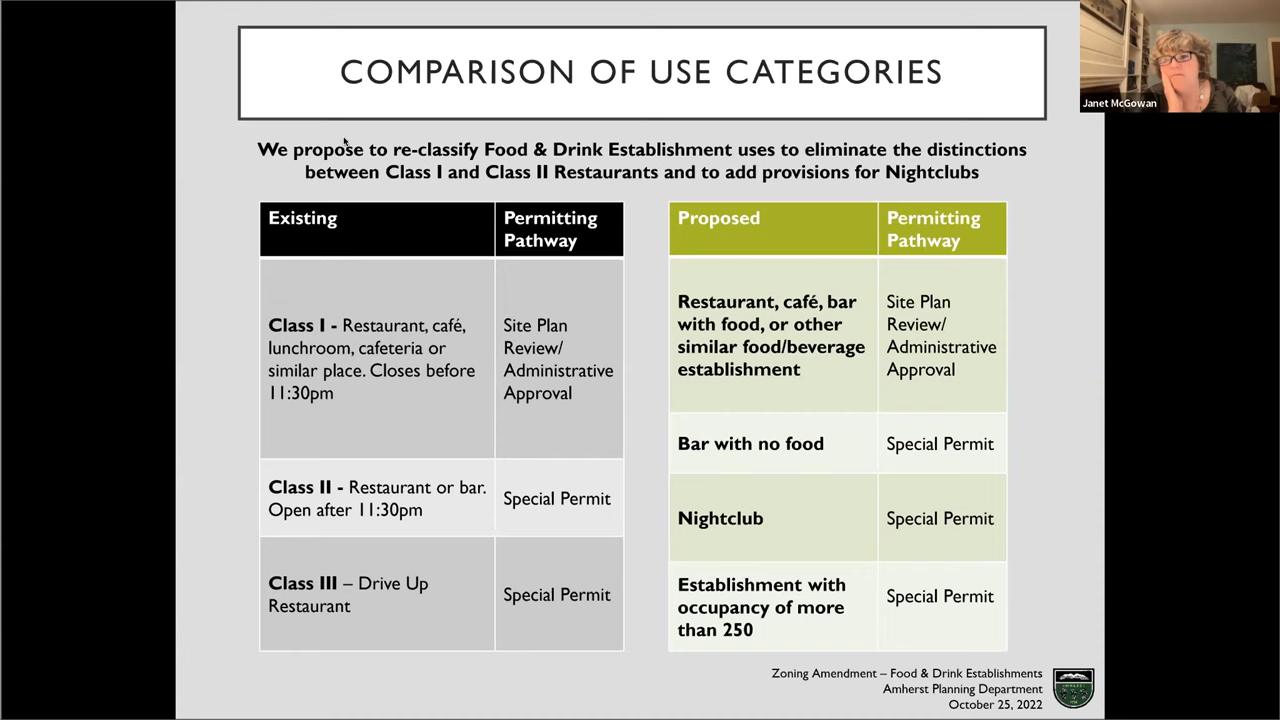 COMPARISON OF USE CATEGORIES
Janet McGowan
We propose to re-classify Food & Drink Establishment uses to eliminate the distinctions
between Class I and Class II Restaurants and to add provisions for Nightclubs
Existing
Permitting
Pathway
Class I - Restaurant, café,
lunchroom, cafeteria or
similar place. Closes before
11:30pm
Site Plan
Review/
Administrative
Approval
Class II - Restaurant or bar.
Open after 11:30pm
Special Permit
Class III – Drive Up
Restaurant
Special Permit
Proposed
Permitting
Pathway
Restaurant, café, bar
with food, or other
similar food/beverage
establishment
Site Plan
Review/
Administrative
Approval
Bar with no food
Special Permit
Nightclub
Special Permit
Establishment with
occupancy of more
than 250
Special Permit
Zoning Amendment – Food & Drink Establishments
Amherst Planning Department
October 25, 2022